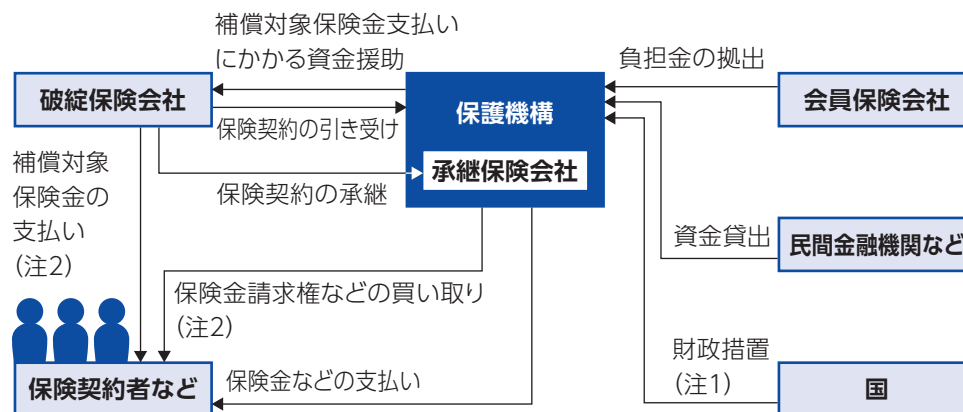 補償対象保険金支払い
にかかる資金援助
負担金の拠出
破綻保険会社
保護機構
会員保険会社
保険契約の引き受け
補償対象
保険金の
支払い
(注2)
承継保険会社
保険契約の承継
資金貸出
民間金融機関など
保険金請求権などの買い取り
(注2)
財政措置
(注1)
保険契約者など
保険金などの支払い
国